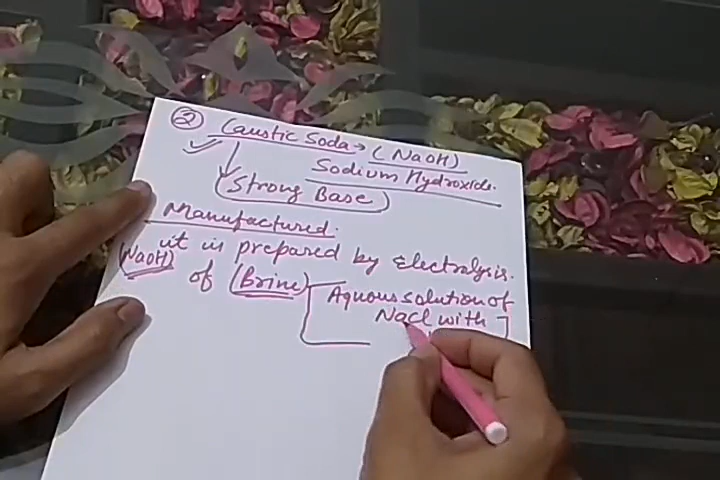 ② Caustic Soda → (NaOH)
Sodium Hydroxide.
(Strong Base)
Manufactured.
it is prepared by Electrolysis.
(NaOH) of (Brine)
Aquous solution of
NaCl with